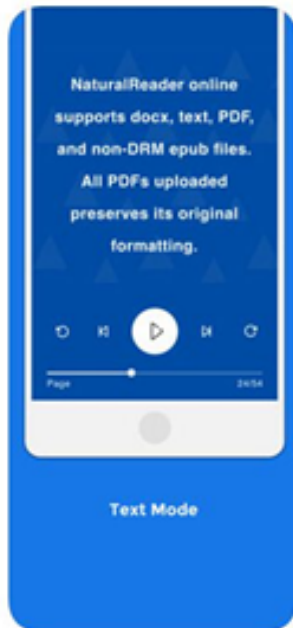 NaturalReader online
supports docx, text, PDF,
and non-DRM epub files.
All PDFs uploaded
preserves its original
formatting.
Page 24/54
Text Mode